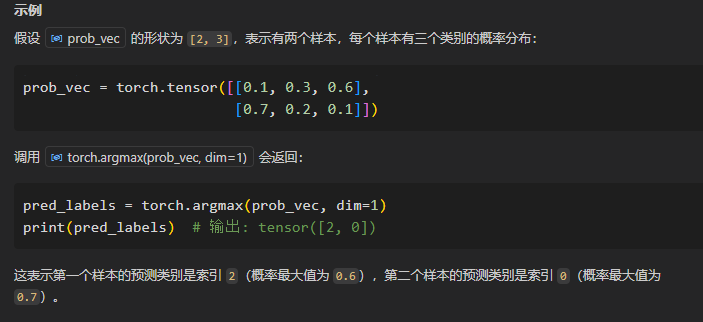 示例
假设 prob_vec 的形状为 [2, 3]，表示有两个样本，每个样本有三个类别的概率分布：
prob_vec = torch.tensor([[0.1, 0.3, 0.6],
                         [0.7, 0.2, 0.1]])
调用 torch.argmax(prob_vec, dim=1) 会返回：
pred_labels = torch.argmax(prob_vec, dim=1)
print(pred_labels)  # 输出: tensor([2, 0])
这表示第一个样本的预测类别是索引 2（概率最大值为 0.6），第二个样本的预测类别是索引 0（概率最大值为
0.7）。